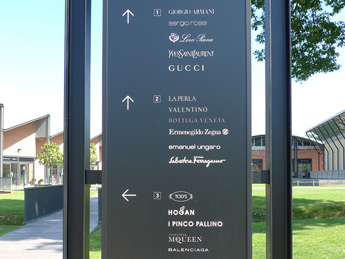 1 GIORGIO ARMANI
sergio rossi
Loro Piana
YVES SAINT LAURENT
GUCCI
2 LA PERLA
VALENTINO
BOTTEGA VENETA
Ermenegildo Zegna
emanuel ungaro
Salvatore Ferragamo
3 TOD'S
HOGAN
I PINCO PALLINO
ALEXANDER
MCQUEEN
BALENCIAGA